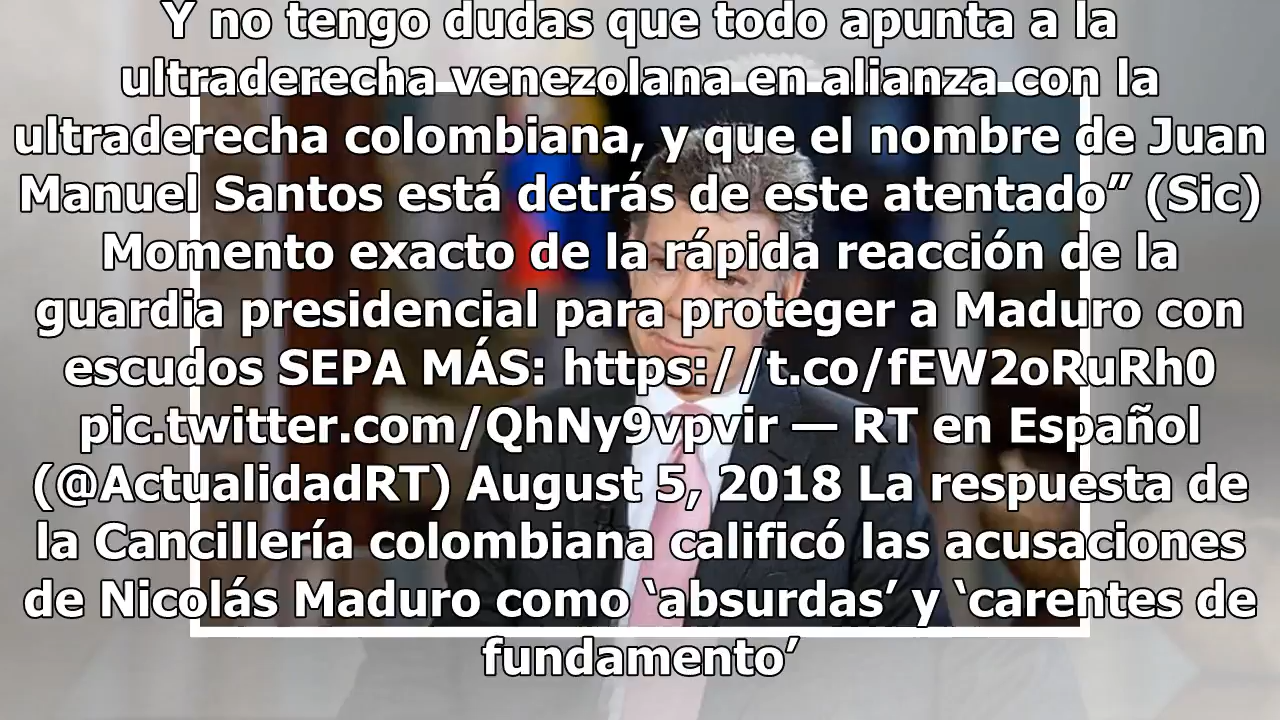 Y no tengo dudas que todo apunta a la
ultraderecha venezolana en alianza con la
ultraderecha colombiana, y que el nombre de Juan
Manuel Santos está detrás de este atentado” (Sic)
Momento exacto de la rápida reacción de la
guardia presidencial para proteger a Maduro con
escudos SEPA MÁS: https://t.co/fEW2oRuRh0
pic.twitter.com/QhNy9vpvir — RT en Español
(@ActualidadRT) August 5, 2018 La respuesta de
la Cancillería colombiana calificó las acusaciones
de Nicolás Maduro como ‘absurdas’ y ‘carentes de
fundamento’